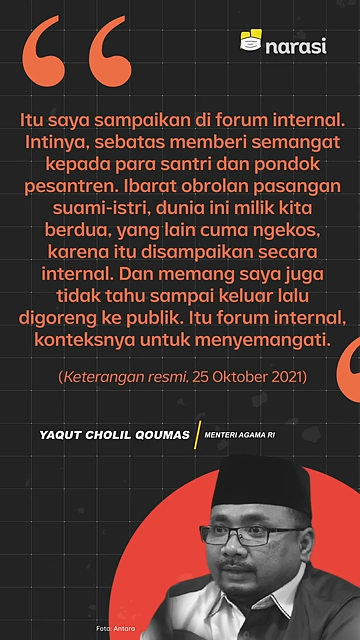 narasi
Itu saya sampaikan di forum internal.
Intinya, sebatas memberi semangat
kepada para santri dan pondok
pesantren. Ibarat obrolan pasangan
suami-istri, dunia ini milik kita
berdua, yang lain cuma ngekos,
karena itu disampaikan secara
internal. Dan memang saya juga
tidak tahu sampai keluar lalu
digoreng ke publik. Itu forum internal,
konteksnya untuk menyemangati.
(Keterangan resmi, 25 Oktober 2021)
YAQUT CHOLIL QOUMAS / MENTERI AGAMA RI
Foto: Antara